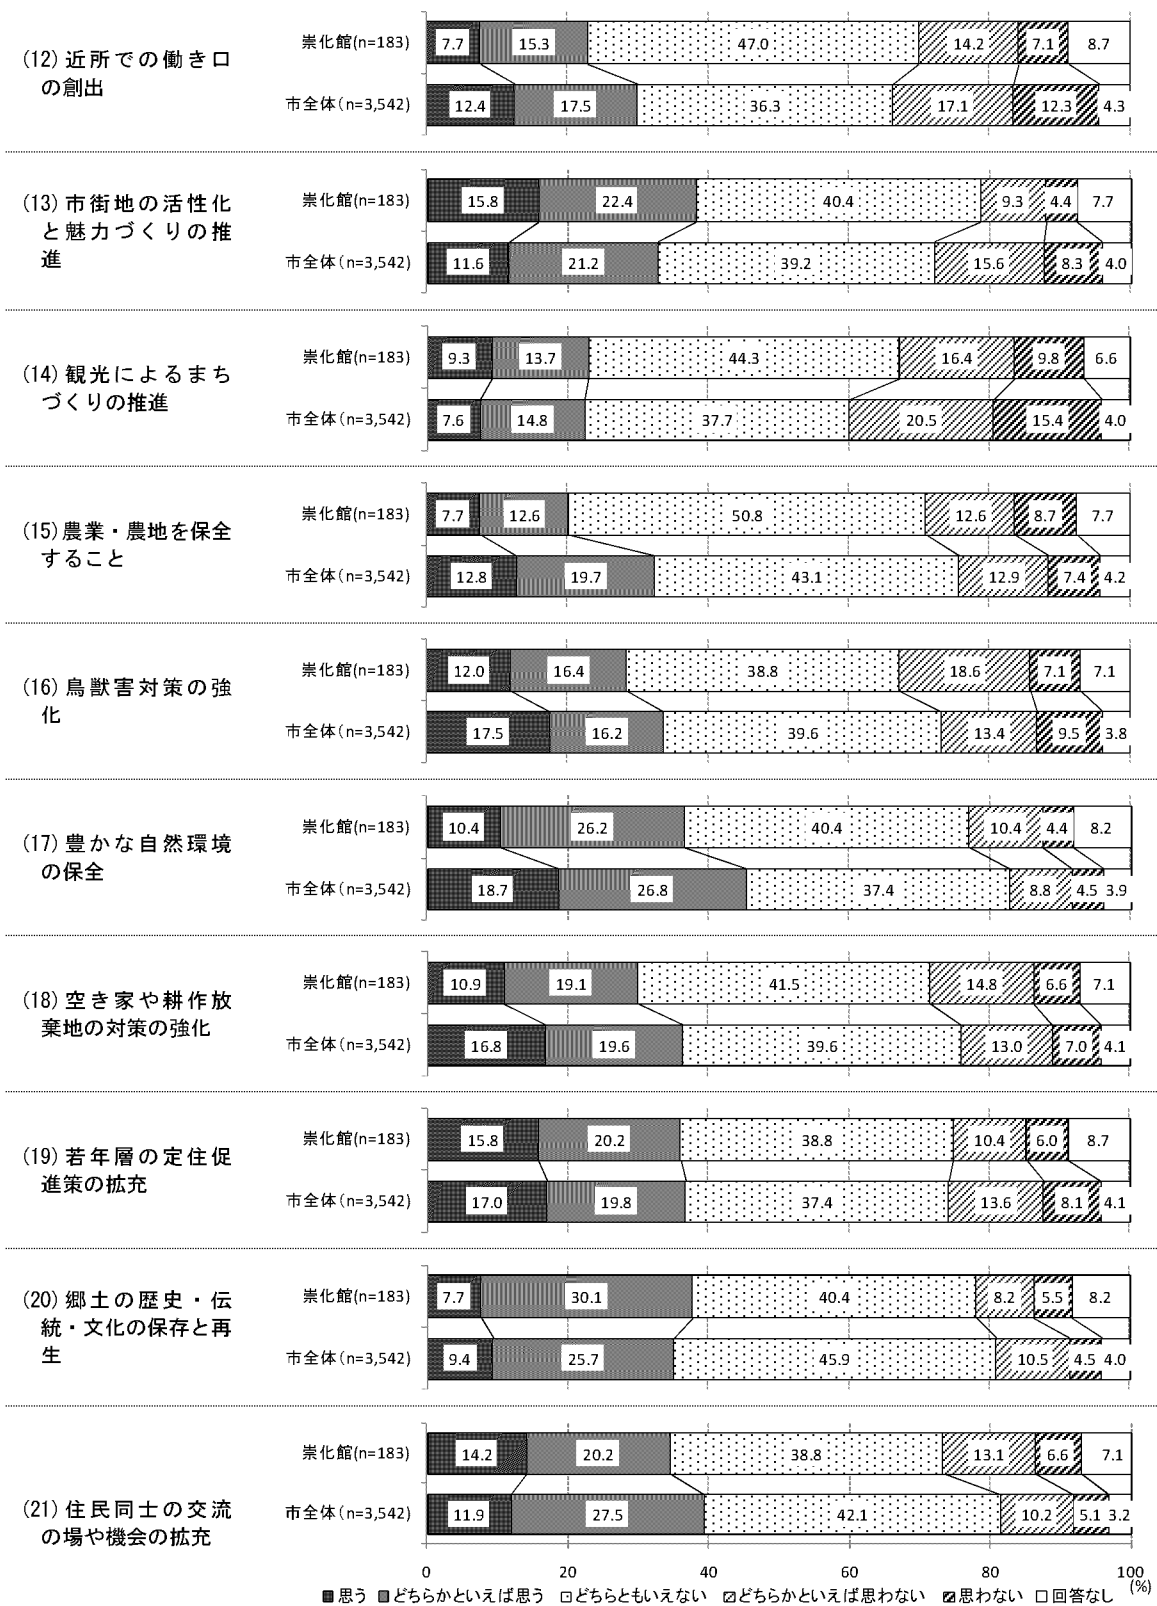 崇化館(n=183) 7.7 15.3 47.0 14.2 7.1 8.7
(12) 近所での働き口
の創出
市全体(n=3,542) 12.4 17.5 36.3 17.1 12.3 4.3
崇化館(n=183) 15.8 22.4 40.4 9.3 4.4 7.7
(13) 市街地の活性化
と魅力づくりの推
進
市全体(n=3,542) 11.6 21.2 39.2 15.6 8.3 4.0
崇化館(n=183) 9.3 13.7 44.3 16.4 9.8 6.6
(14) 観光によるまち
づくりの推進
市全体(n=3,542) 7.6 14.8 37.7 20.5 15.4 4.0
崇化館(n=183) 7.7 12.6 50.8 12.6 8.7 7.7
(15) 農業・農地を保全
すること
市全体(n=3,542) 12.8 19.7 43.1 12.9 7.4 4.2
崇化館(n=183) 12.0 16.4 38.8 18.6 7.1 7.1
(16) 鳥獣害対策の強
化
市全体(n=3,542) 17.5 16.2 39.6 13.4 9.5 3.8
崇化館(n=183) 10.4 26.2 40.4 10.4 4.4 8.2
(17) 豊かな自然環境
の保全
市全体(n=3,542) 18.7 26.8 37.4 8.8 4.5 3.9
崇化館(n=183) 10.9 19.1 41.5 14.8 6.6 7.1
(18) 空き家や耕作放
棄地の対策の強化
市全体(n=3,542) 16.8 19.6 39.6 13.0 7.0 4.1
崇化館(n=183) 15.8 20.2 38.8 10.4 6.0 8.7
(19) 若年層の定住促
進策の拡充
市全体(n=3,542) 17.0 19.8 37.4 13.6 8.1 4.1
崇化館(n=183) 7.7 30.1 40.4 8.2 5.5 8.2
(20) 郷土の歴史・伝
統・文化の保存と再
生
市全体(n=3,542) 9.4 25.7 45.9 10.5 4.5 4.0
崇化館(n=183) 14.2 20.2 38.8 13.1 6.6 7.1
(21) 住民同士の交流
の場や機会の拡充
市全体(n=3,542) 11.9 27.5 42.1 10.2 5.1 3.2
0 20 40 60 80 100
(%)
思う どちらかといえば思う どちらともいえない どちらかといえば思わない 思わない 回答なし